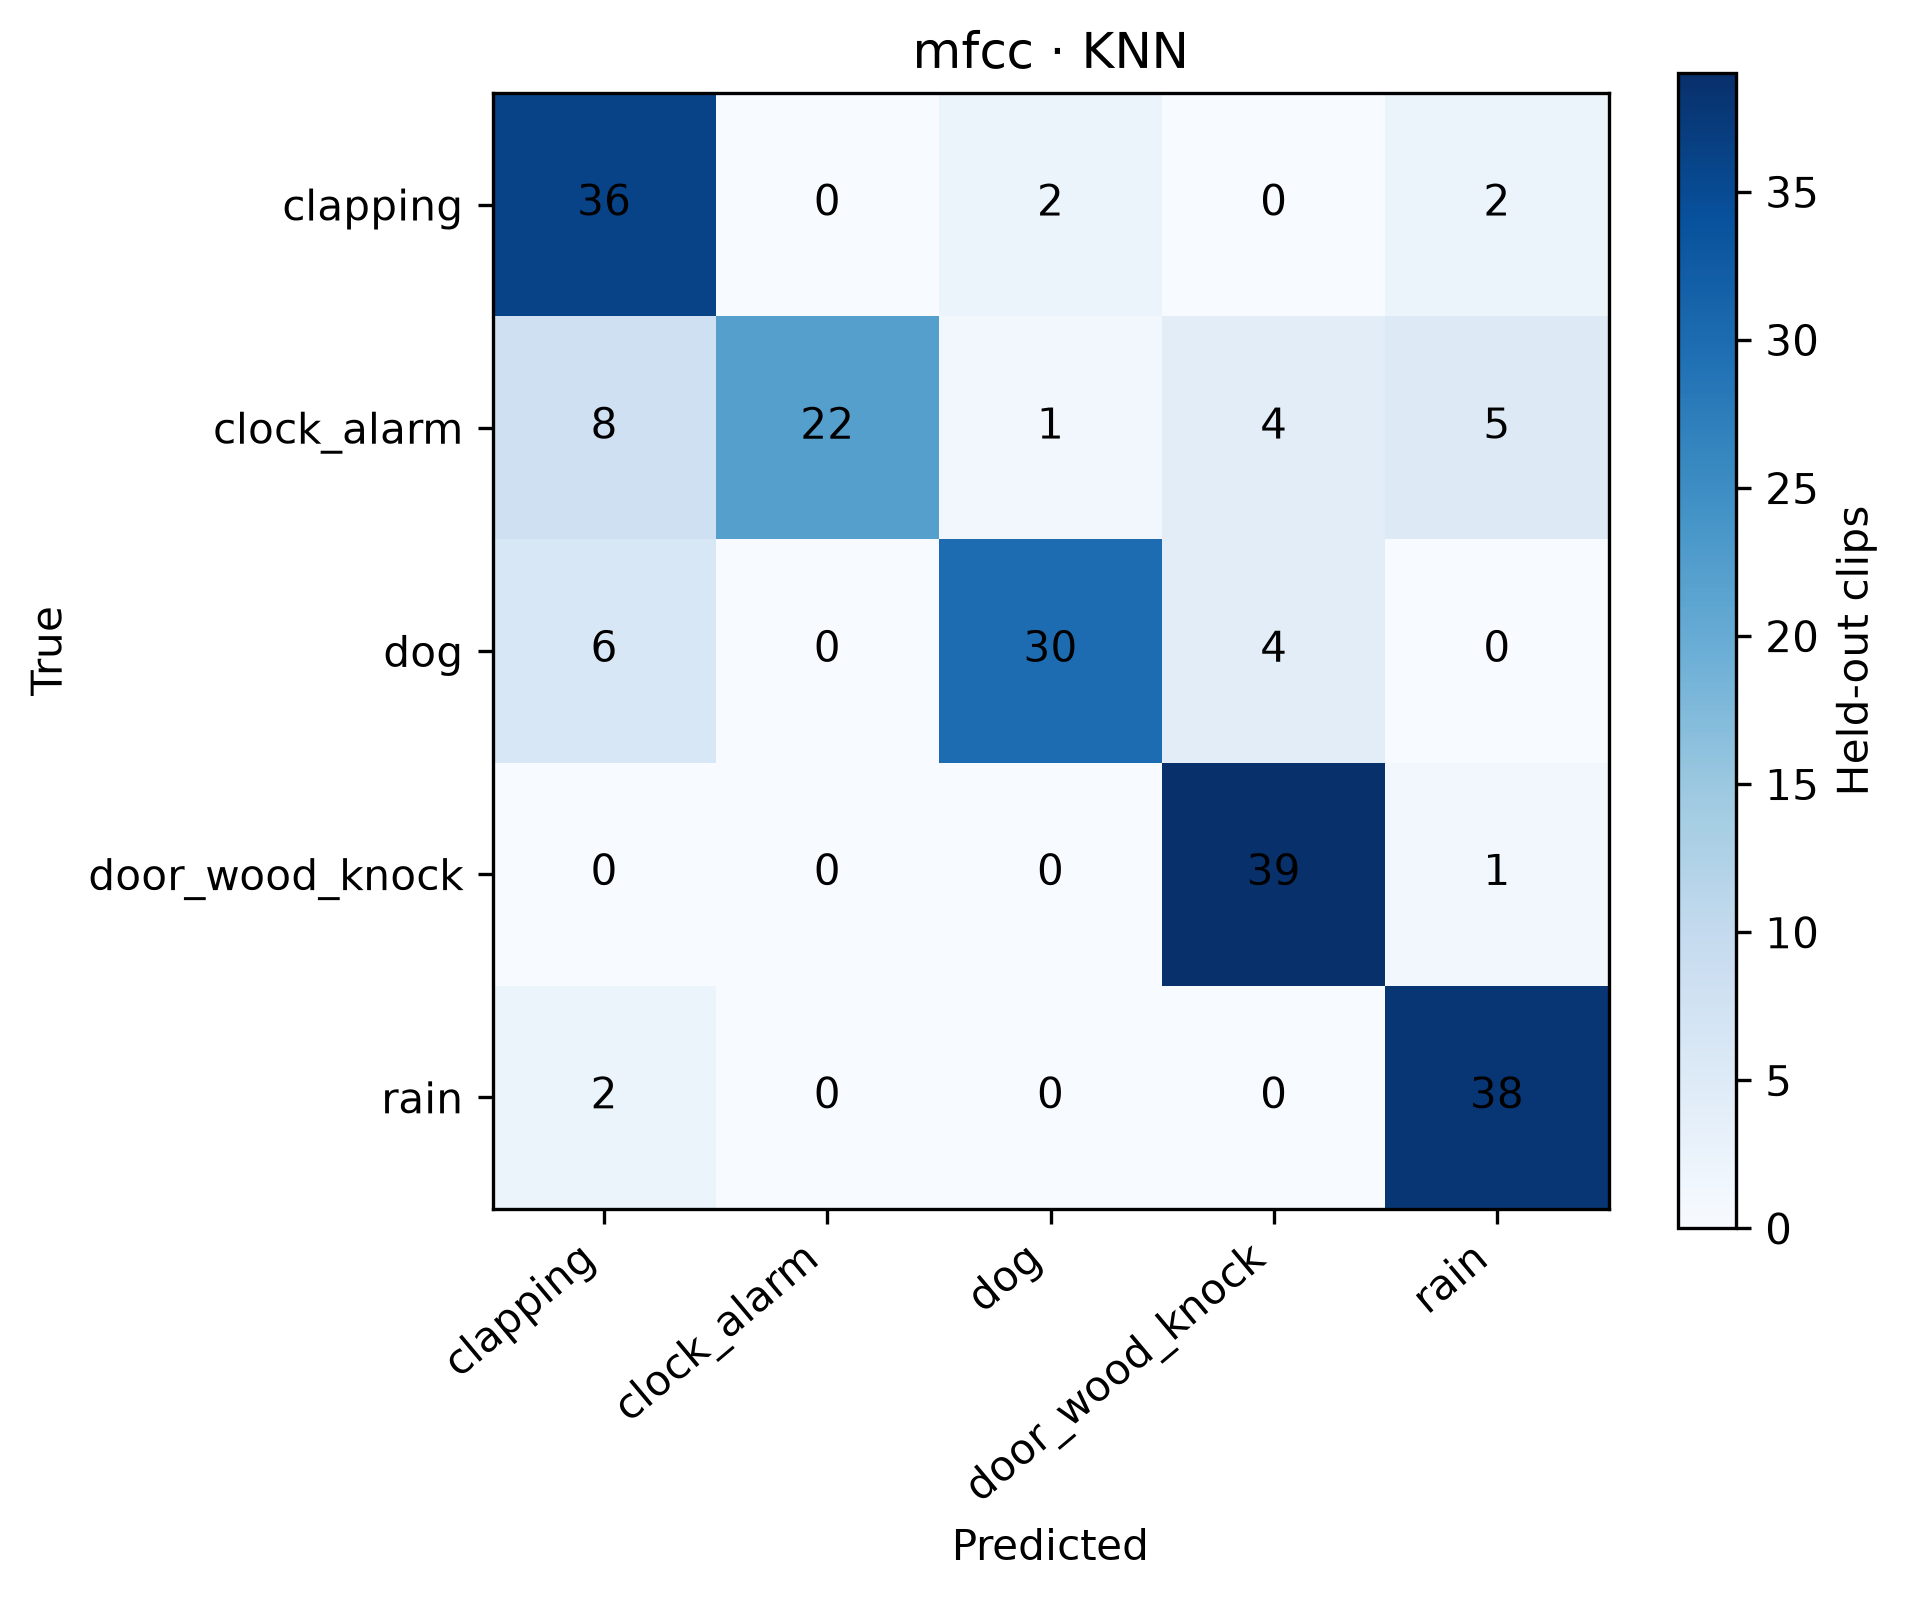 mfcc · KNN
clapping 36 0 2 0 2
clock_alarm 8 22 1 4 5
dog 6 0 30 4 0
door_wood_knock 0 0 0 39 1
rain 2 0 0 0 38
True
clapping
clock_alarm
dog
door_wood_knock
rain
Predicted
35
30
25
20
15
10
5
0
Held-out clips